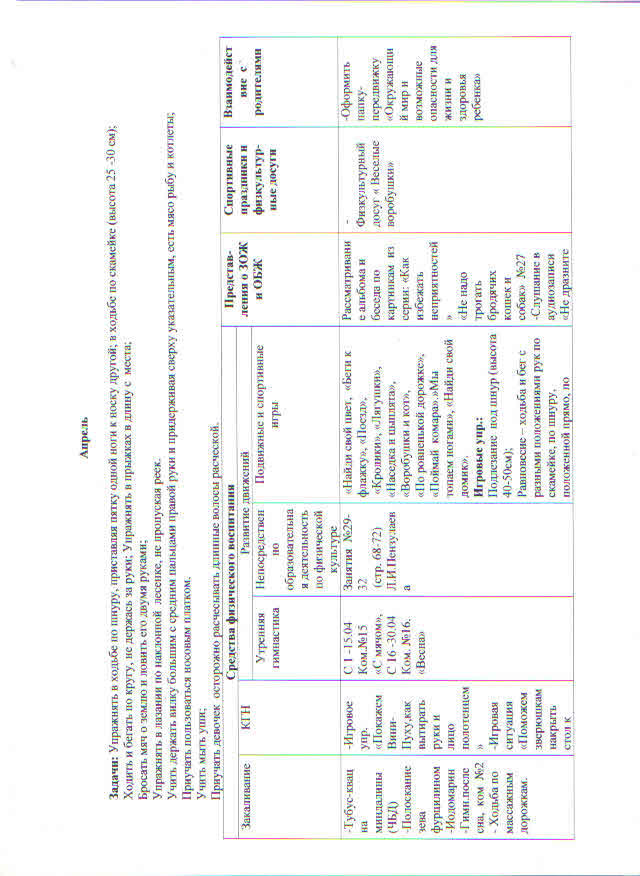 Апрель
Задачи: Упражнять в ходьбе по шнуру, приставляя пятку одной ноги к носку другой; в ходьбе по скамейке (высота 25 -30 см);
Ходить и бегать по кругу, не держась за руки; Упражнять в прыжках в длину с места;
Бросать мяч о землю и ловить его двумя руками;
Упражнять в лазании по наклонной лесенке, не пропуская реек.
Учить держать вилку большим с средним пальцами правой руки и придерживая сверху указательным, есть мясо рыбу и котлеты;
Приучать пользоваться носовым платком.
Учить мыть уши;
Приучать девочек осторожно расчесывать длинные волосы расческой.
Средства физического воспитания
Закаливание
КГН
Развитие движений
Утренняя
гимнастика
Непосредствен
но
образовательна
я деятельность
по физической
культуре
Подвижные и спортивные
игры
Представ-
ления о ЗОЖ
и ОБЖ
Спортивные
праздники и
физкультур-
ные досуги
Взаимодейст
вие с
родителями
-Тубус-кварц
на
миндалины
(ЧБД)
-Полоскание
зева
фурцилином
-Иодомарин
-Гимн.после
сна, ком №2
- Ходьба по
массажным
дорожкам.
-Игровое
упр.
«Покажем
Вини-
Пуху,как
вытирать
руки и
лицо
полотенцем
»
-Игровая
ситуация
«Поможем
зверюшкам
накрыть
стол к
С 1 -15.04
Ком.№15
«С мячом»,
С 16 -30.04
Ком. №16.
«Весна»
Занятия №29-
32
(стр. 68-72)
Л.И.Пензулаев
а
«Найди свой цвет, «Беги к
флажку», «Поезд»,
«Кролики», «Лягушки»,
«Наседка и цыплята»,
«Воробушки и кот»,
«По ровненькой дорожке»,
«Поймай комара»,»Мы
топаем ногами», «Найди свой
домик».
Игровые упр.:
Подлезание под шнур (высота
40-50см);
Равновесие – ходьба и бег с
разными положениями рук по
скамейке, по шнуру,
положенной прямо, по
Рассматривани
е альбома и
беседа по
картинкам из
серии: «Как
избежать
неприятностей
»
«Не надо
трогать
бродячих
кошек и
собак» №27
-Слушание в
аудиозаписи
«Не дразните
-
Физкультурный
досуг « Веселые
воробушки»
-Оформить
папку-
передвижку
«Окружающи
й мир и
возможные
опасности для
жизни и
здоровья
ребенка»